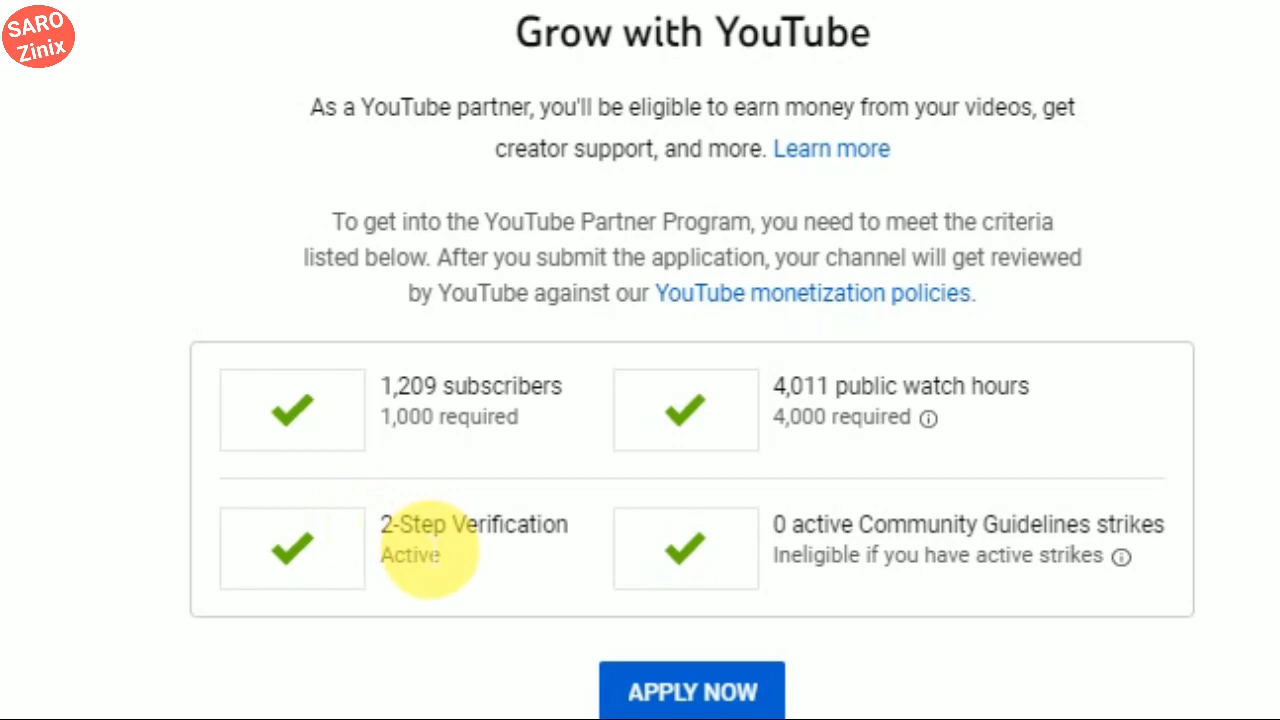 SARO
Zinix
Grow with YouTube
As a YouTube partner, you'll be eligible to earn money from your videos, get
creator support, and more. Learn more
To get into the YouTube Partner Program, you need to meet the criteria
listed below. After you submit the application, your channel will get reviewed
by YouTube against our YouTube monetization policies.
1,209 subscribers
1,000 required
4,011 public watch hours
4,000 required
2-Step Verification
Active
0 active Community Guidelines strikes
Ineligible if you have active strikes
APPLY NOW